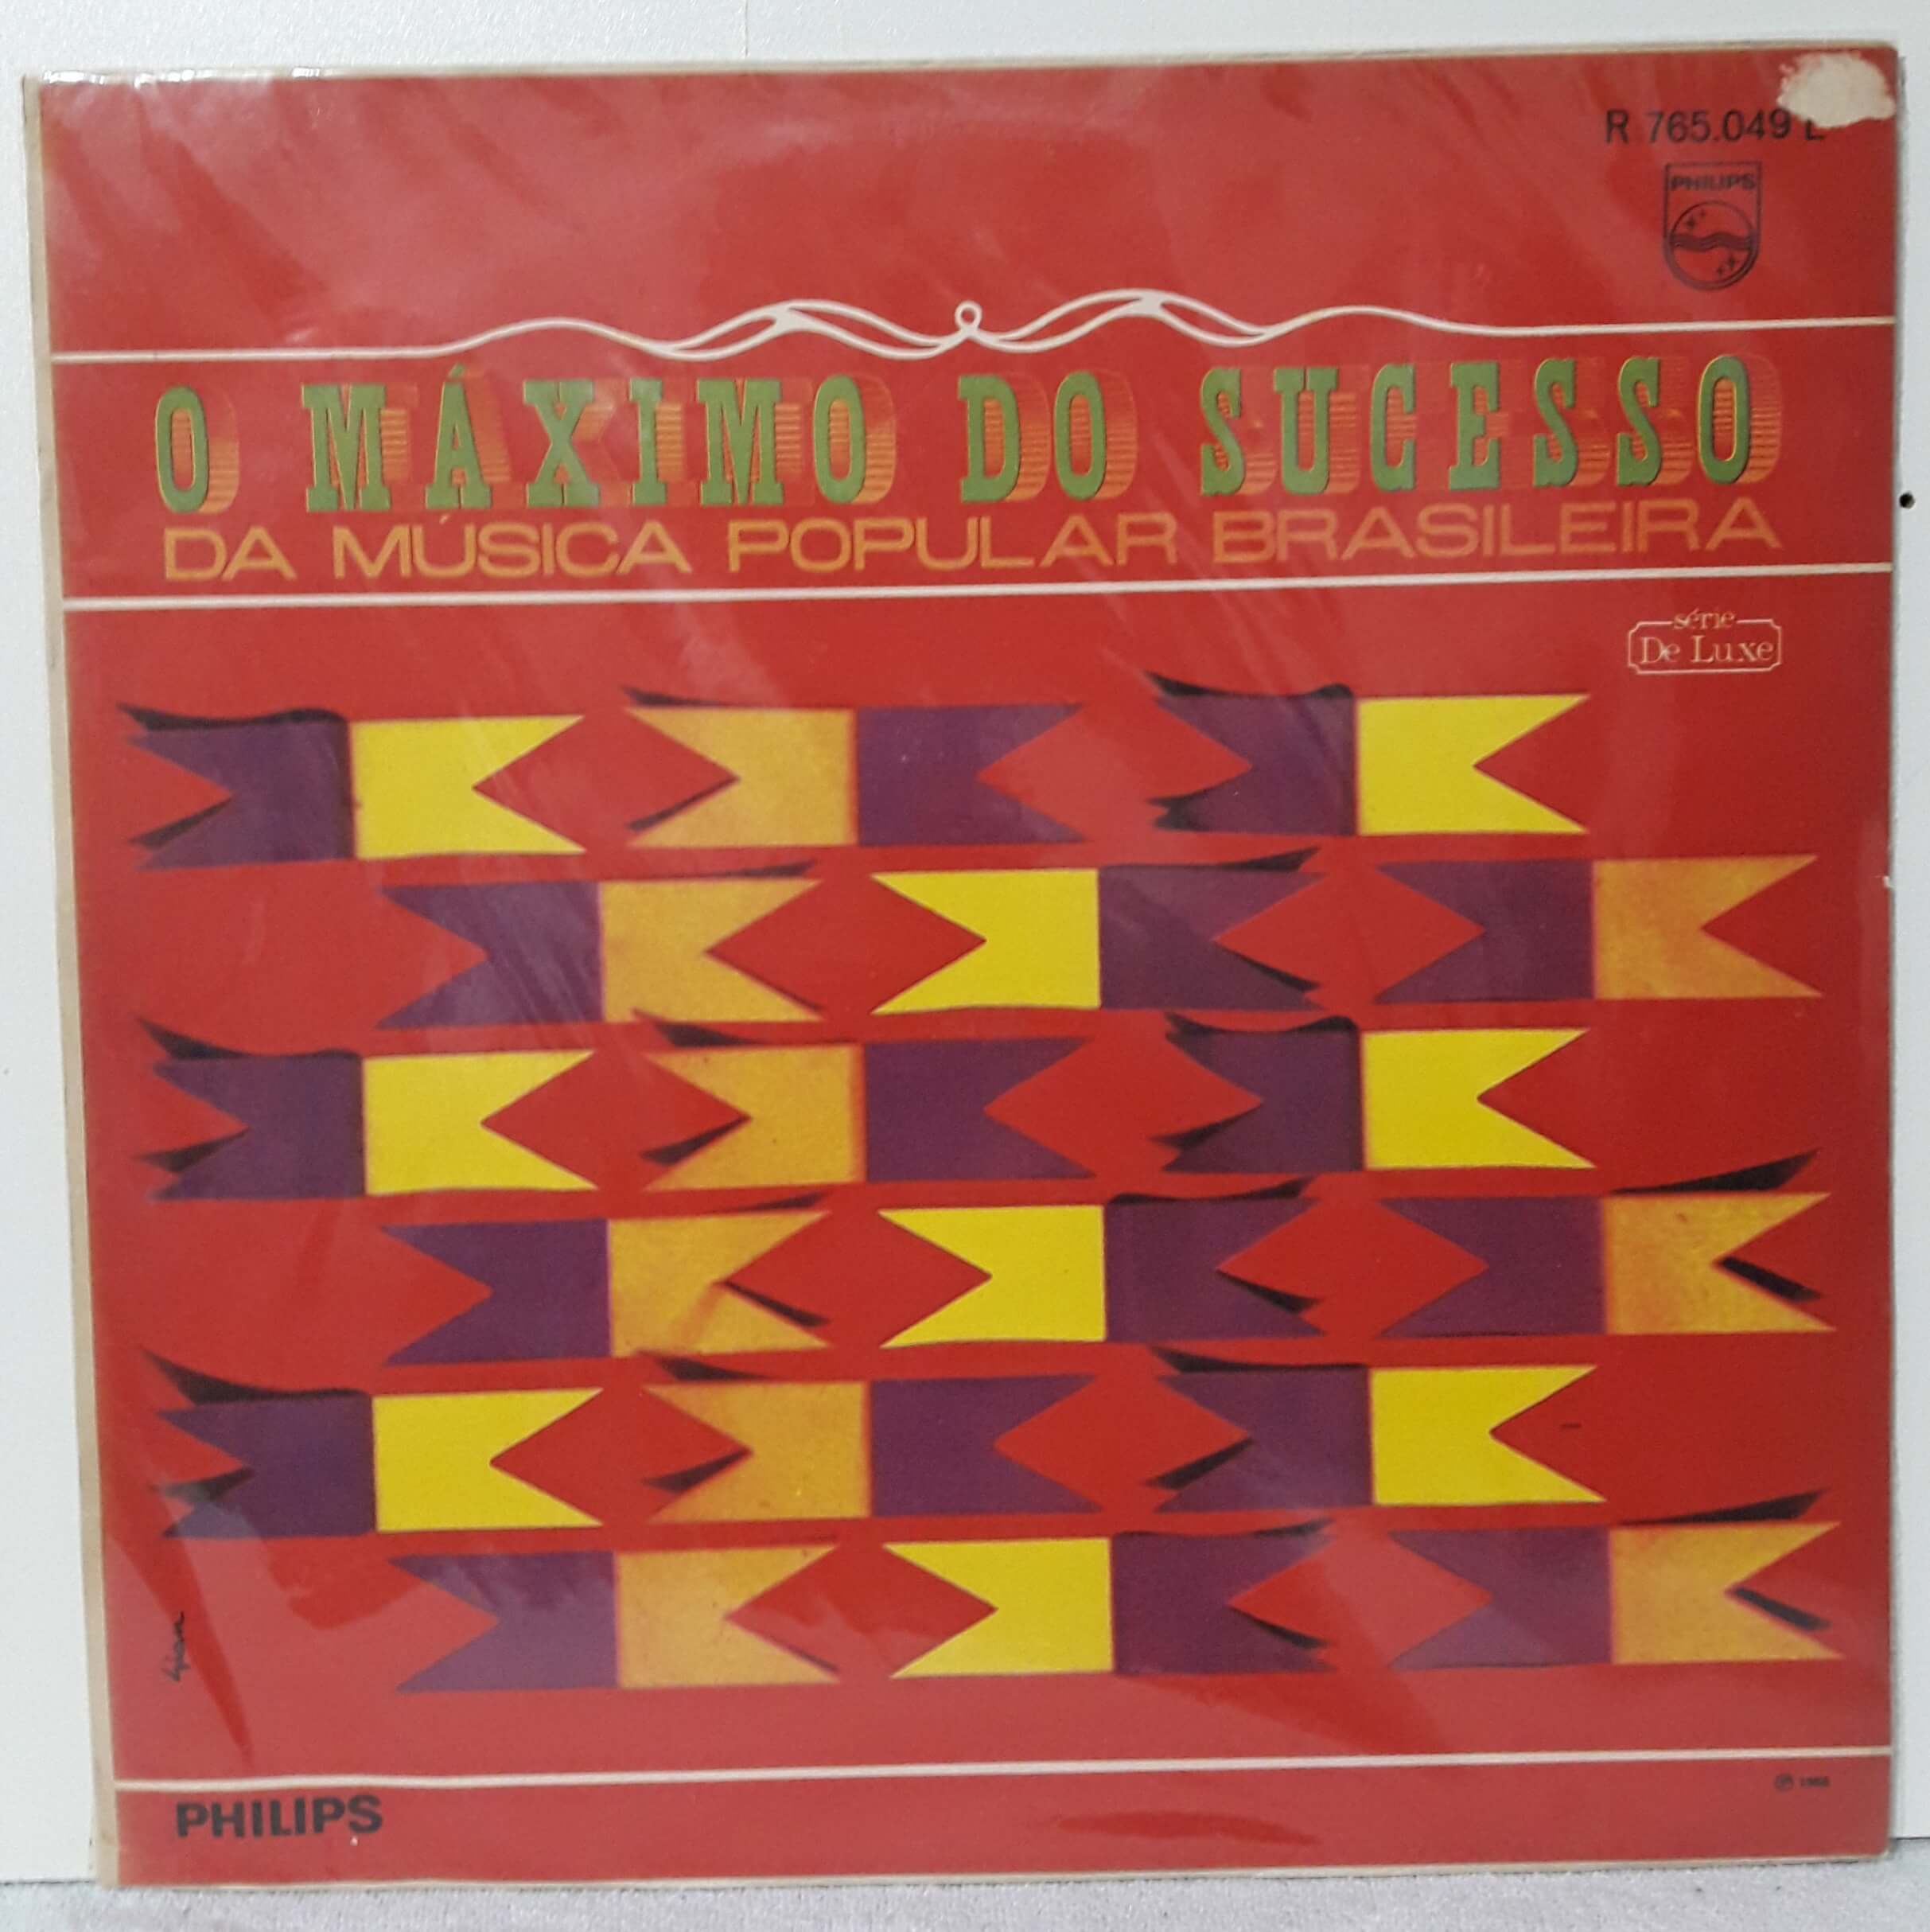 R 765.049 L
PHILIPS
O MÁXIMO DO SUCESSO
DA MÚSICA POPULAR BRASILEIRA
série
De Luxe
PHILIPS